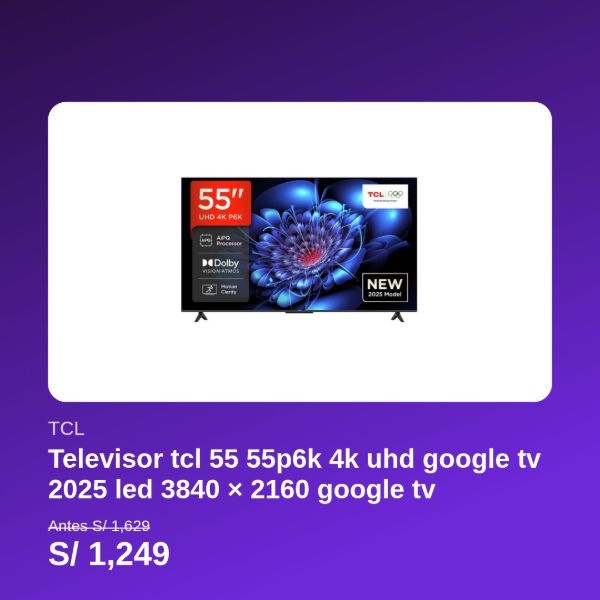 55″
UHD 4K P6K
TCL
AiPQ
AiPQ
Processor
Dolby
VISION·ATMOS
Motion
Clarity
NEW
2025 Model
TCL
Televisor tcl 55 55p6k 4k uhd google tv
2025 led 3840 × 2160 google tv
Antes S/ 1,629
S/ 1,249